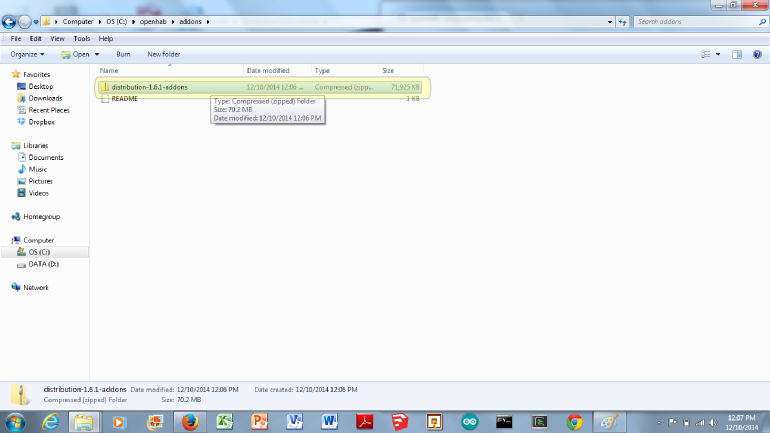 Computer ▸ OS (C:) ▸ openhab ▸ addons ▸
Search addons
File Edit View Tools Help
Organize Open Burn New folder
Name Date modified Type Size
distribution-1.6.1-addons 12/10/2014 12:06 ... Compressed (zipp... 71,925 KB
README 1 KB
Type: Compressed (zipped) Folder
Size: 70.2 MB
Date modified: 12/10/2014 12:06 PM
Favorites
Desktop
Downloads
Recent Places
Dropbox
Libraries
Documents
Music
Pictures
Videos
Homegroup
Computer
OS (C:)
DATA (D:)
Network
distribution-1.6.1-addons Date modified: 12/10/2014 12:06 PM Date created: 12/10/2014 12:06 PM
Compressed (zipped) Folder Size: 70.2 MB
12:07 PM
12/10/2014